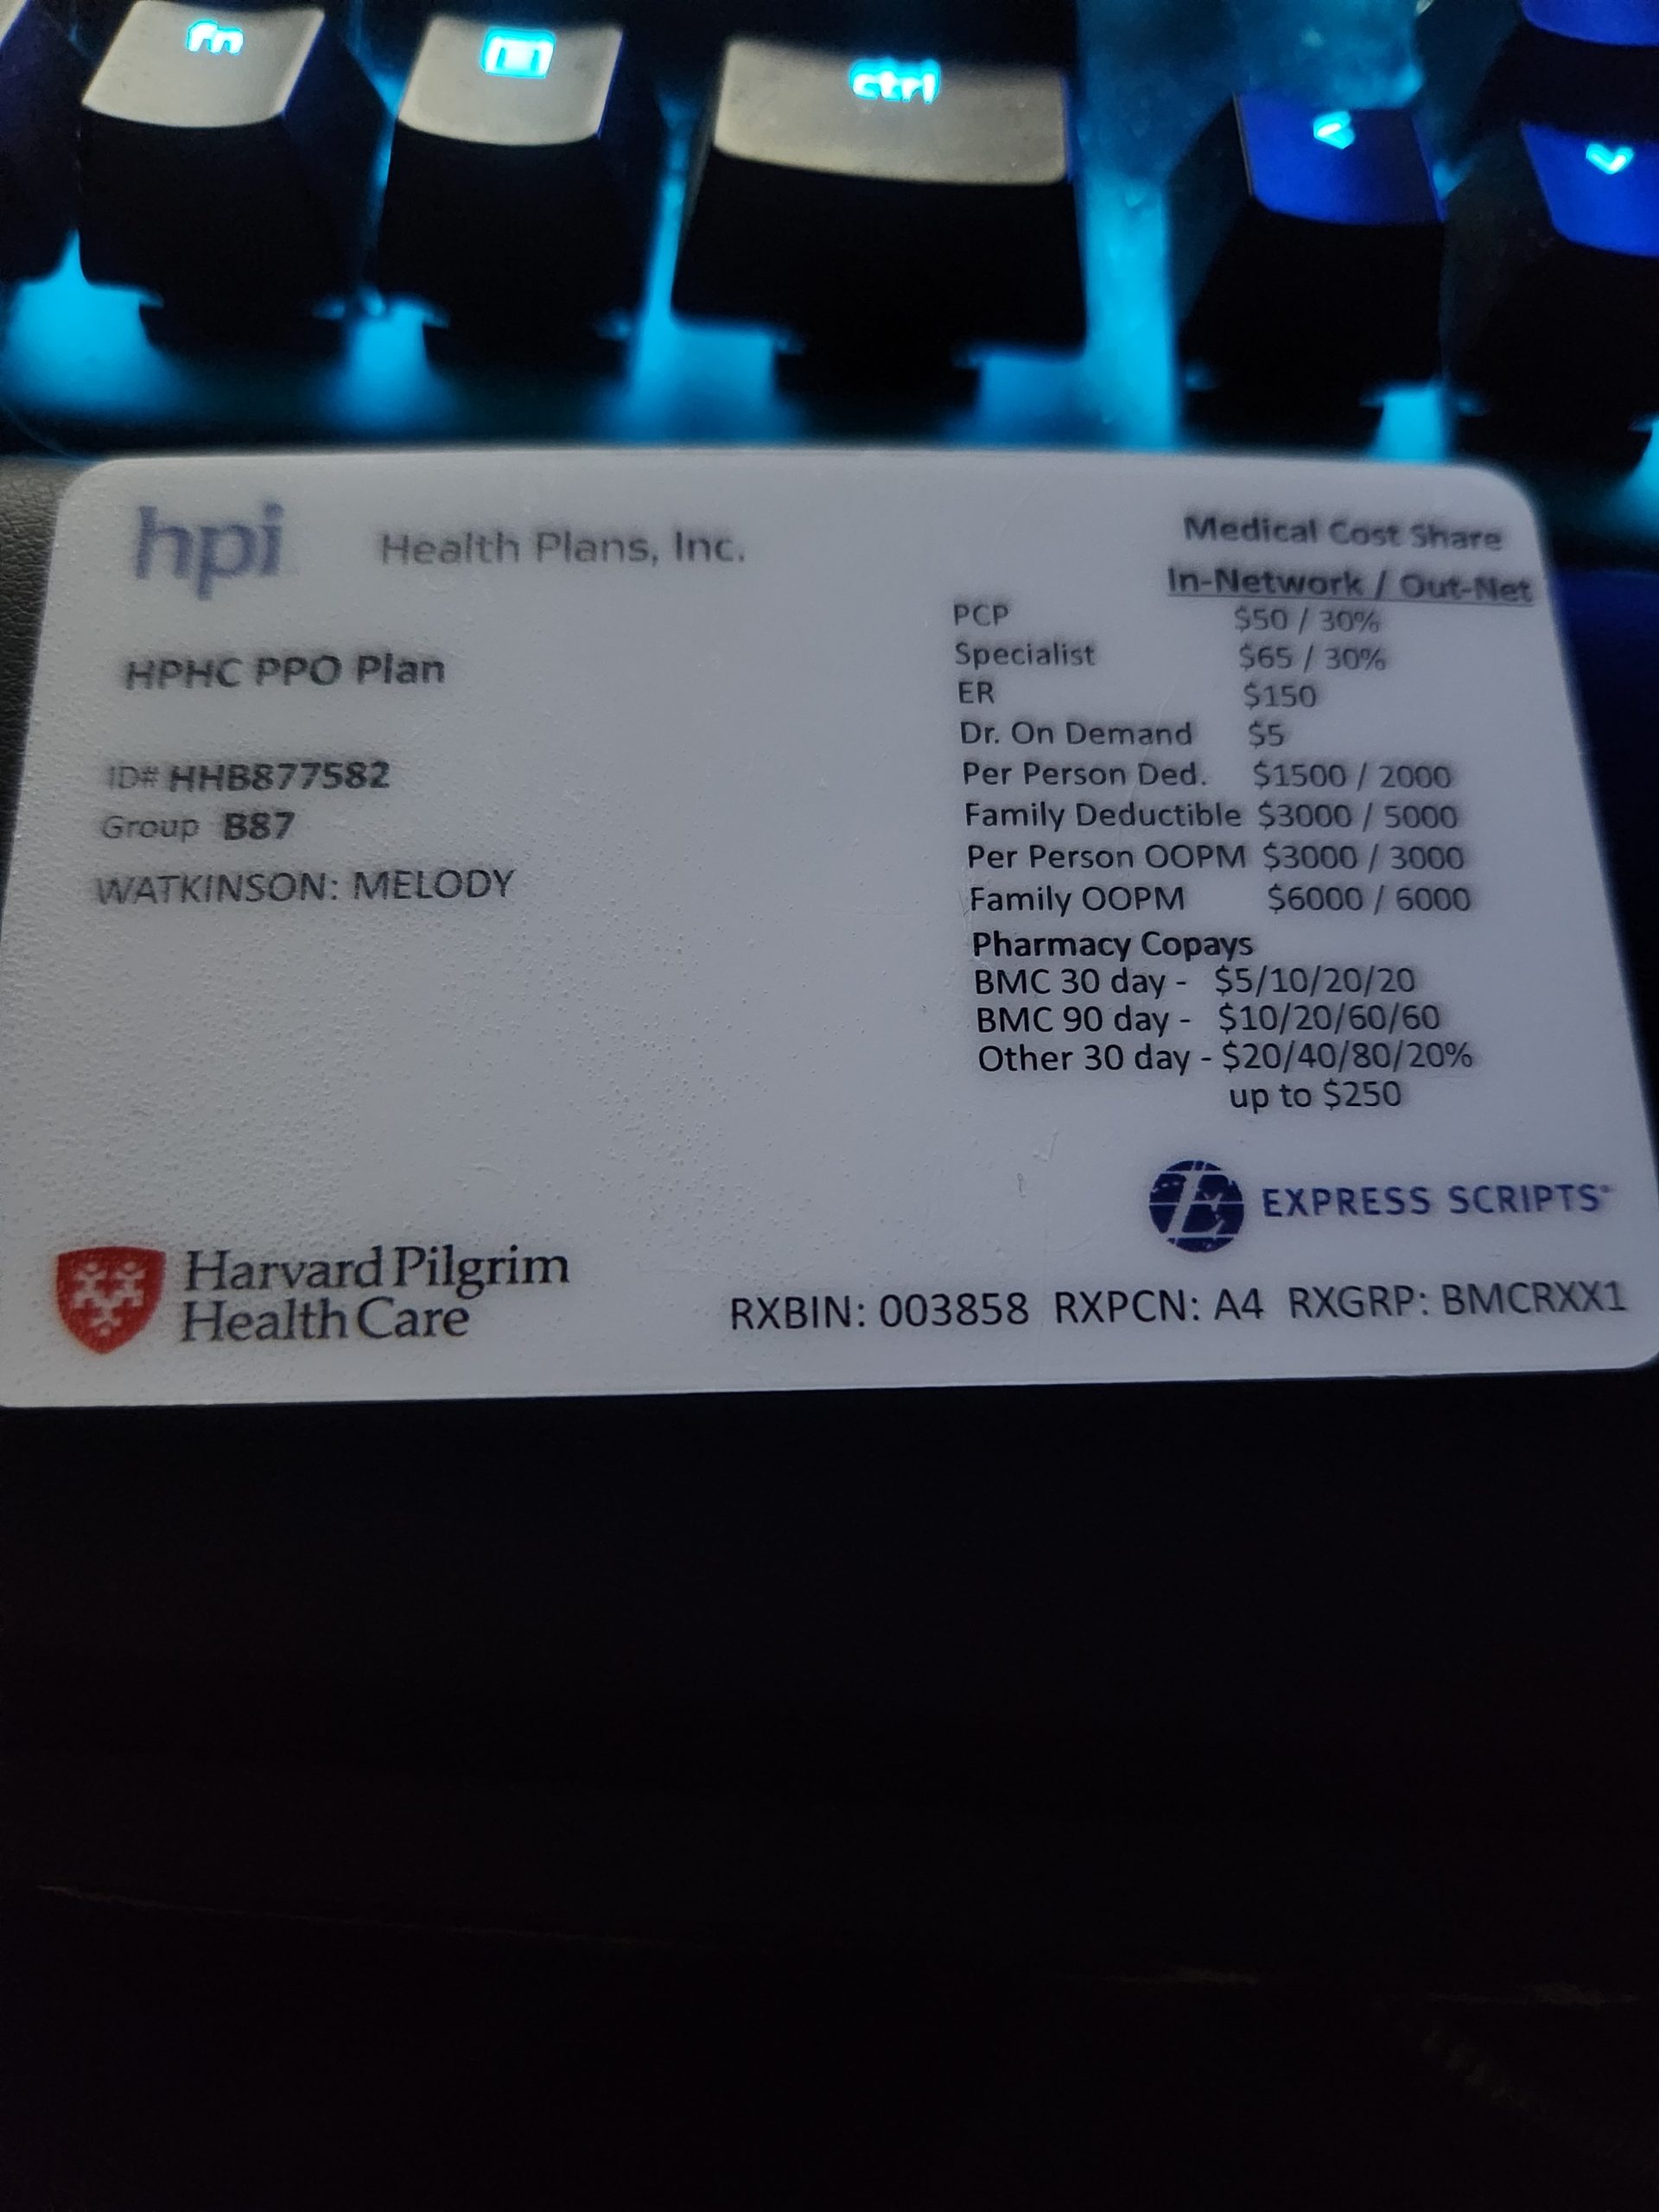 fn
ctrl
<
hpi Health Plans, Inc.
HPHC PPO Plan
ID# HHB877582
Group B87
WATKINSON: MELODY
Medical Cost Share
In-Network / Out-Net
PCP $50 / 30%
Specialist $65 / 30%
ER $150
Dr. On Demand $5
Per Person Ded. $1500 / 2000
Family Deductible $3000 / 5000
Per Person OOPM $3000 / 3000
Family OOPM $6000 / 6000
Pharmacy Copays
BMC 30 day - $5/10/20/20
BMC 90 day - $10/20/60/60
Other 30 day - $20/40/80/20%
up to $250
EXPRESS SCRIPTS®
Harvard Pilgrim
Health Care
RXBIN: 003858 RXPCN: A4 RXGRP: BMCRXX1